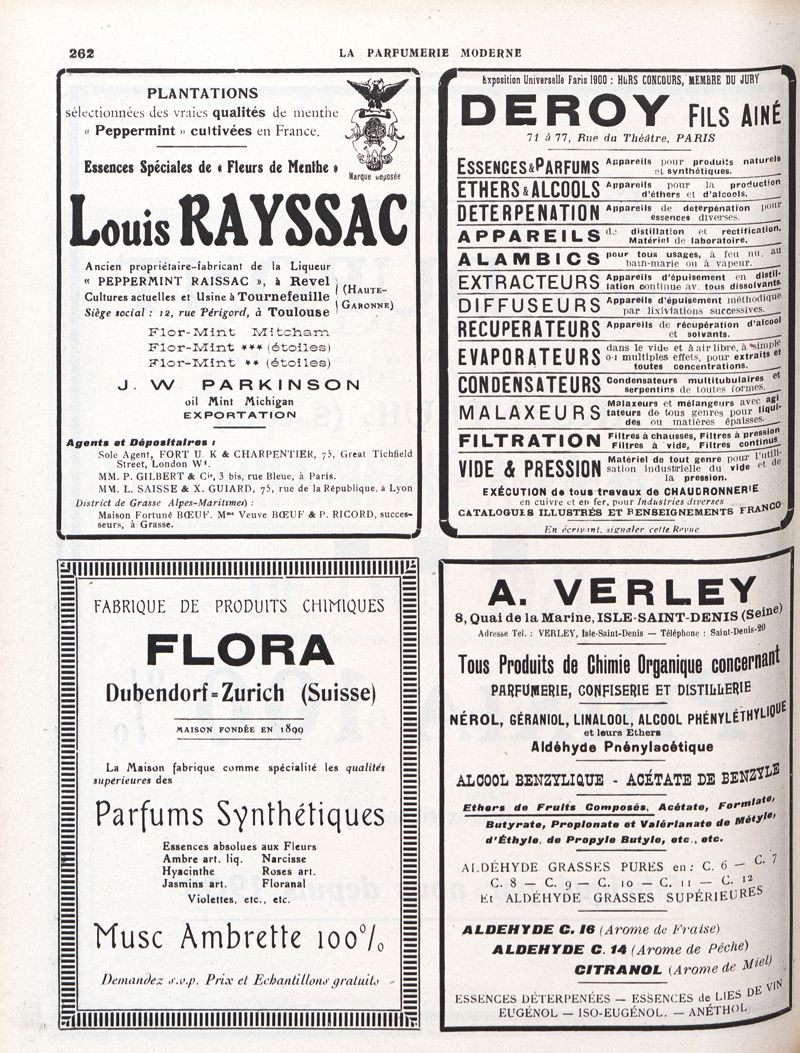 262
LA PARFUMERIE MODERNE
PLANTATIONS
sélectionnées des vraies qualités de menthe
« Peppermint » cultivées en France.
Marque déposée
Essences Spéciales de « Fleurs de Menthe »
Louis RAYSSAC
Ancien propriétaire-fabricant de la Liqueur
« PEPPERMINT RAISSAC », à Revel
Cultures actuelles et Usine à Tournefeuille
Siège social : 12, rue Périgord, à Toulouse
(HAUTE-
GARONNE)
Flor-Mint Mitcham
Flor-Mint *** (étoiles)
Flor-Mint ** (étoiles)
J. W. PARKINSON
oil Mint Michigan
EXPORTATION
Agents et Dépositaires :
Sole Agent, FORT U. K & CHARPENTIER, 75, Great Tichfield
Street, London W¹.
MM. P. GILBERT & Cie, 3 bis, rue Bleue, à Paris.
MM. L. SAISSE & X. GUIARD, 75, rue de la République, à Lyon
District de Grasse Alpes-Maritimes) :
Maison Fortuné BŒUF. Mme Veuve BŒUF & P. RICORD, succes-
seurs, à Grasse.
Exposition Universelle Paris 1900 : HORS CONCOURS, MEMBRE DU JURY
DEROY FILS AINÉ
71 à 77, Rue du Théâtre, PARIS
ESSENCES & PARFUMS Appareils pour produits naturels
et synthétiques.
ETHERS & ALCOOLS Appareils pour la production
d'éthers et d'alcools.
DETERPENATION Appareils de deterpénation pour
essences diverses.
APPAREILS de distillation et rectification.
Matériel de laboratoire.
ALAMBICS pour tous usages, à feu nu, au
bain-marie ou à vapeur.
EXTRACTEURS Appareils d'épuisement en distil-
lation continue av. tous dissolvants
DIFFUSEURS Appareils d'épuisement méthodique
par lixiviations successives.
RECUPERATEURS Appareils de récupération d'alcool
et solvants.
EVAPORATEURS dans le vide et à air libre, à simple
ou multiples effets, pour extraits et
toutes concentrations.
CONDENSATEURS Condensateurs multitubulaires et
serpentins de toutes formes.
MALAXEURS Malaxeurs et mélangeurs avec agi
tateurs de tous genres pour liqui-
des ou matières épaisses.
FILTRATION Filtres à chausses, Filtres à pression
Filtres à vide, Filtres continus
VIDE & PRESSION Matériel de tout genre pour l'utili-
sation industrielle du vide et de
la pression.
EXÉCUTION de tous travaux de CHAUDRONNERIE
en cuivre et en fer, pour Industries diverses
CATALOGUES ILLUSTRÉS ET RENSEIGNEMENTS FRANCO
En écrivant, signaler cette Revue
FABRIQUE DE PRODUITS CHIMIQUES
FLORA
Dubendorf=Zurich (Suisse)
MAISON FONDÉE EN 1899
La Maison fabrique comme spécialité les qualités
supérieures des
Parfums Synthétiques
Essences absolues aux Fleurs
Ambre art. liq. Narcisse
Hyacinthe Roses art.
Jasmins art. Floranal
Violettes, etc., etc.
Musc Ambrette 100%
Demandez s.v.p. Prix et Echantillons gratuits
A. VERLEY
8, Quai de la Marine, ISLE-SAINT-DENIS (Seine)
Adresse Tel. : VERLEY, Isle-Saint-Denis — Téléphone : Saint-Denis-20
Tous Produits de Chimie Organique concernant
PARFUMERIE, CONFISERIE ET DISTILLERIE
NÉROL, GÉRANIOL, LINALOOL, ALCOOL PHÉNYLÉTHYLIQUE
et leurs Ethers
Aldéhyde Phénylacétique
ALCOOL BENZYLIQUE - ACÉTATE DE BENZYLE
Ethers de Fruits Composés, Acétate, Formiate,
Butyrate, Propionate et Valérianate de Métyle,
d'Éthyle, de Propyle Butyle, etc., etc.
ALDÉHYDE GRASSES PURES en : C. 6 — C. 7
C. 8 — C. 9 — C. 10 — C. 11 — C. 12
Et ALDÉHYDE GRASSES SUPÉRIEURES
ALDEHYDE C. 16 (Arome de Fraise)
ALDEHYDE C. 14 (Arome de Pêche)
CITRANOL (Arome de Miel)
ESSENCES DÉTERPENÉES — ESSENCES de LIES DE VIN
EUGÉNOL — ISO-EUGÉNOL. — ANÉTHOL